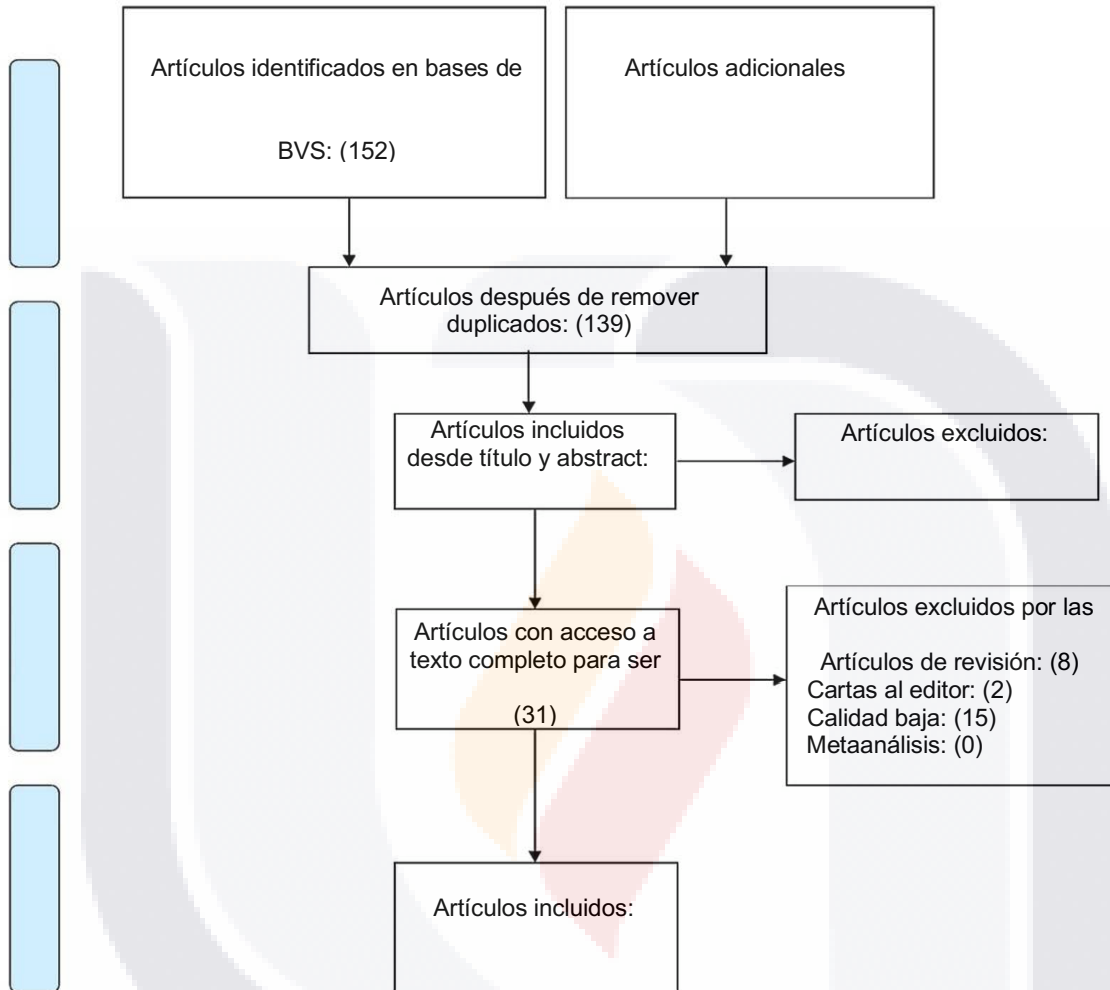 Artículos identificados en bases de
BVS: (152)
Artículos adicionales
Artículos después de remover
duplicados: (139)
Artículos incluidos
desde título y abstract:
Artículos excluidos:
Artículos con acceso a
texto completo para ser
(31)
Artículos excluidos por las
Artículos de revisión: (8)
Cartas al editor: (2)
Calidad baja: (15)
Metaanálisis: (0)
Artículos incluidos: